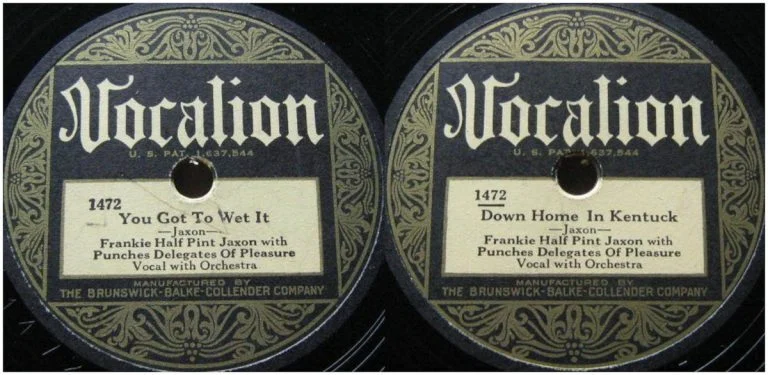 Vocalion
U. S. PAT. 1,637,544
1472
You Got To Wet It
—Jaxon—
Frankie Half Pint Jaxon with
Punches Delegates Of Pleasure
Vocal with Orchestra
MANUFACTURED BY
THE BRUNSWICK-BALKE-COLLENDER COMPANY
Vocalion
U. S. PAT. 1,637,544
1472
Down Home In Kentuck
—Jaxon—
Frankie Half Pint Jaxon with
Punches Delegates Of Pleasure
Vocal with Orchestra
MANUFACTURED BY
THE BRUNSWICK-BALKE-COLLENDER COMPANY